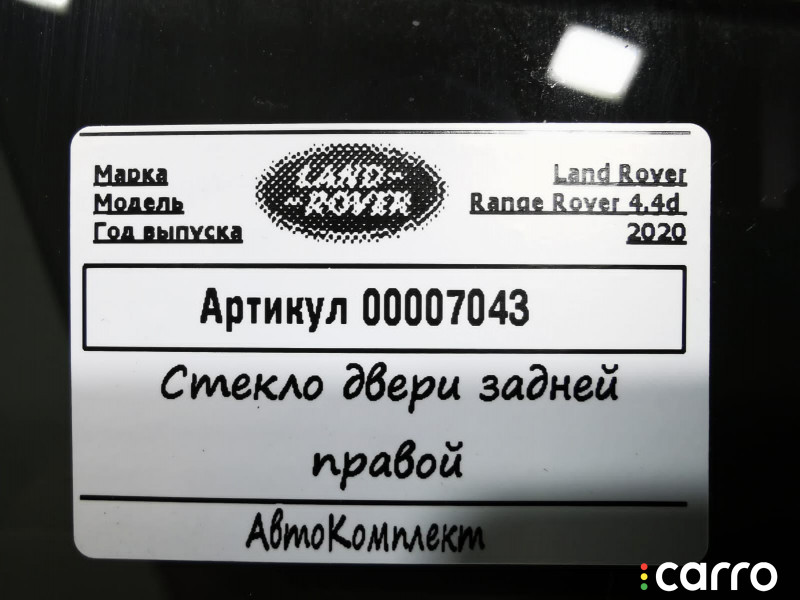 Марка LAND- Land Rover
Модель -ROVER Range Rover 4.4d
Год выпуска 2020
Артикул 00007043
Стекло двери задней
правой
АвтоКомплект
carro